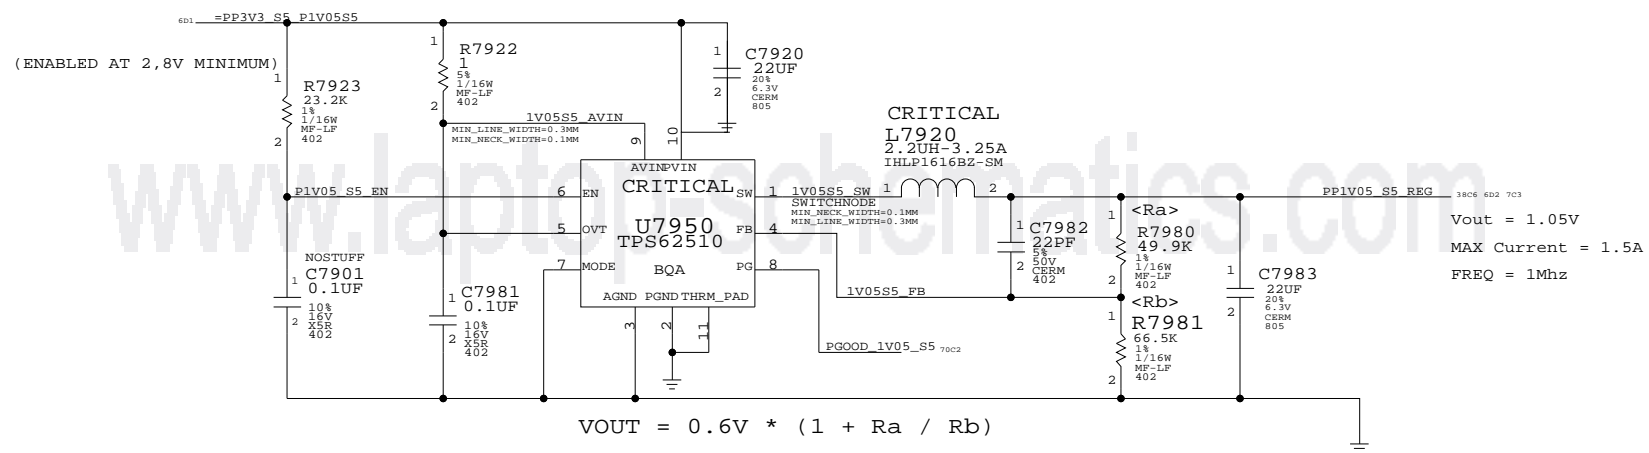 6D1 =PP3V3_S5_P1V05S5
(ENABLED AT 2,8V MINIMUM)
1
R7923
23.2K
1%
1/16W
MF-LF
402
2
1
R7922
1
5%
1/16W
MF-LF
402
2
1
C7920
22UF
20%
6.3V
CERM
805
2
1V05S5_AVIN
MIN_LINE_WIDTH=0.3MM
MIN_NECK_WIDTH=0.1MM
9
10
AVIN PVIN
CRITICAL
U7950
TPS62510
BQA
P1V05_S5_EN
6 EN
5 OVT
7 MODE
SW 1
FB 4
PG 8
AGND PGND THRM_PAD
3
2
11
1V05S5_SW
SWITCHNODE
MIN_NECK_WIDTH=0.1MM
MIN_LINE_WIDTH=0.3MM
CRITICAL
L7920
2.2UH-3.25A
IHLP1616BZ-SM
1
2
1
C7982
22PF
5%
50V
CERM
402
2
<Ra>
1
R7980
49.9K
1%
1/16W
MF-LF
402
2
PP1V05_S5_REG 38C6 6D2 7C3
Vout = 1.05V
MAX Current = 1.5A
FREQ = 1Mhz
NOSTUFF
1
C7901
0.1UF
10%
16V
X5R
402
2
1
C7981
0.1UF
10%
16V
X5R
402
2
1V05S5_FB
PGOOD_1V05_S5 70C2
<Rb>
1
R7981
66.5K
1%
1/16W
MF-LF
402
2
1
C7983
22UF
20%
6.3V
CERM
805
2
VOUT = 0.6V * (1 + Ra / Rb)
www.laptop-schematics.com